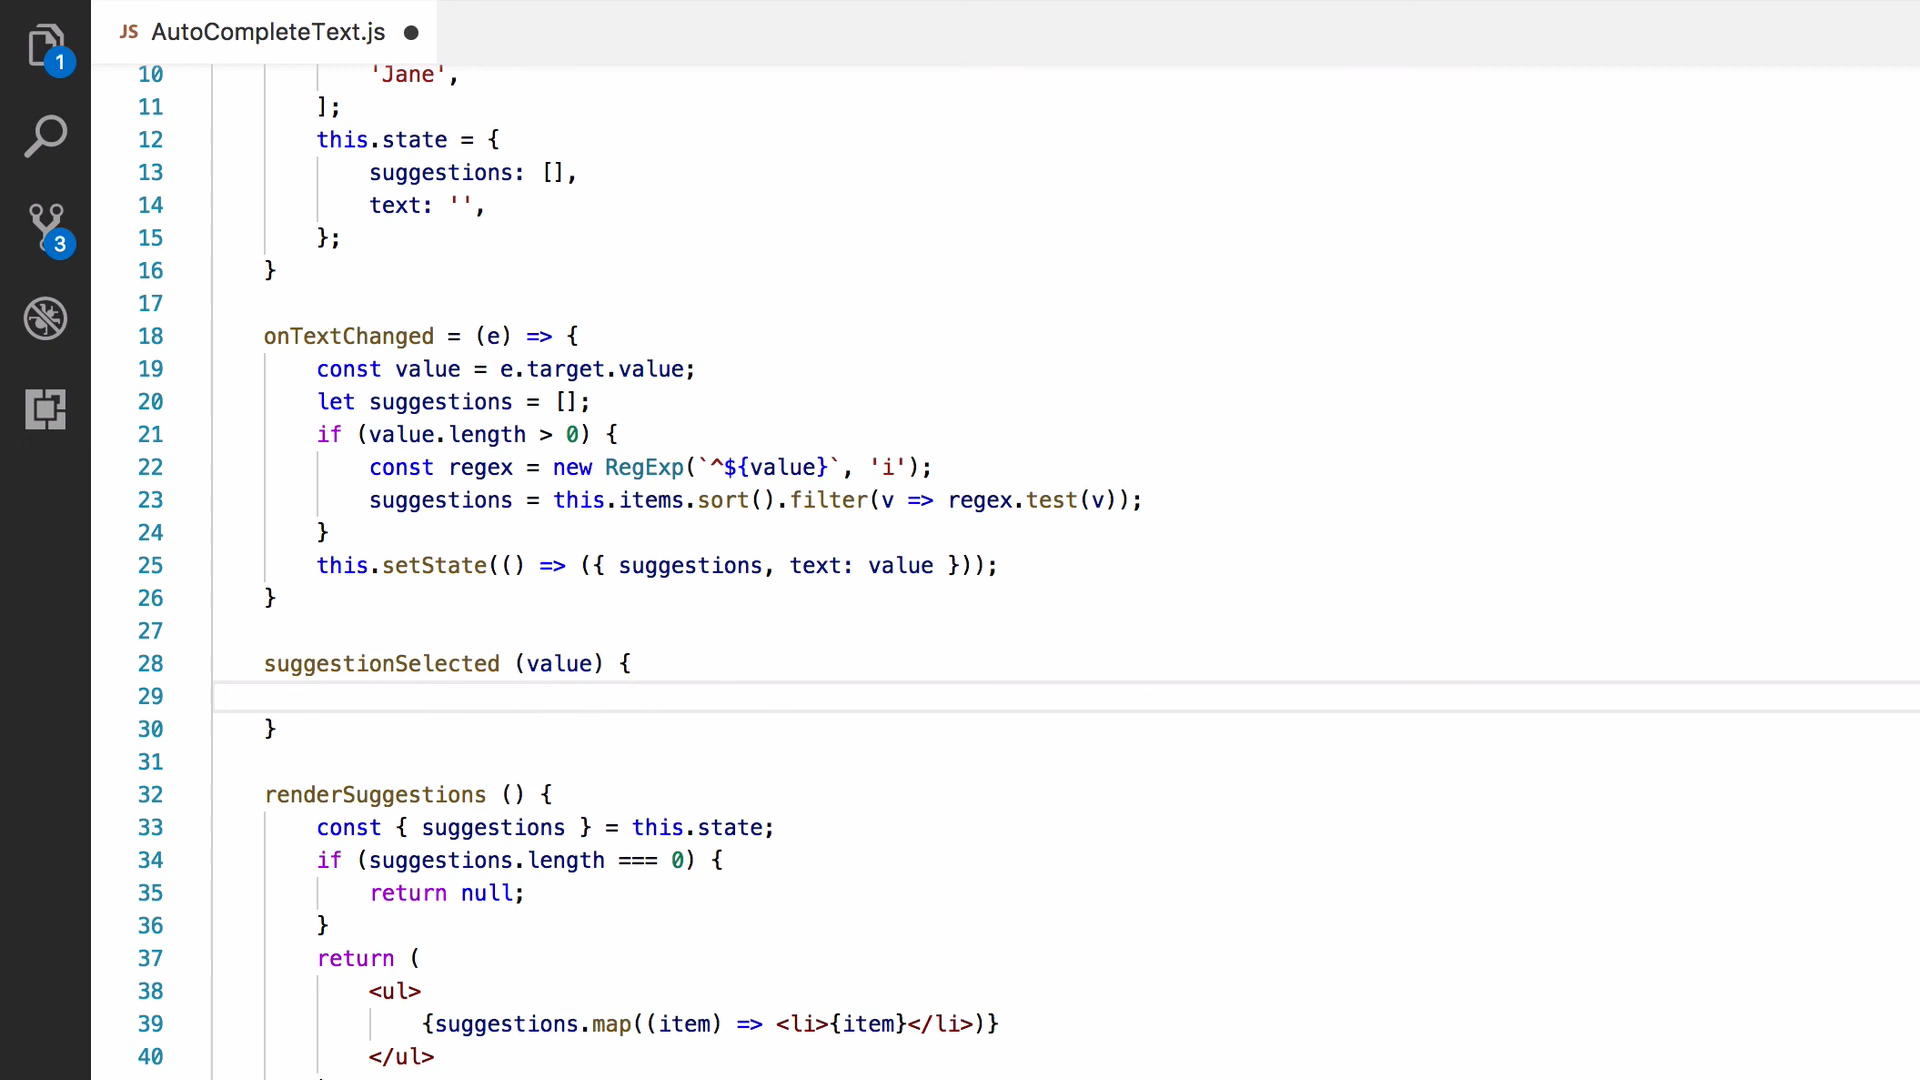 JS AutoCompleteText.js
1
3
10 'Jane',
11 ];
12 this.state = {
13 suggestions: [],
14 text: '',
15 };
16 }
17
18 onTextChanged = (e) => {
19 const value = e.target.value;
20 let suggestions = [];
21 if (value.length > 0) {
22 const regex = new RegExp(`^${value}`, 'i');
23 suggestions = this.items.sort().filter(v => regex.test(v));
24 }
25 this.setState(() => ({ suggestions, text: value }));
26 }
27
28 suggestionSelected (value) {
29
30 }
31
32 renderSuggestions () {
33 const { suggestions } = this.state;
34 if (suggestions.length === 0) {
35 return null;
36 }
37 return (
38 <ul>
39 {suggestions.map((item) => <li>{item}</li>)}
40 </ul>